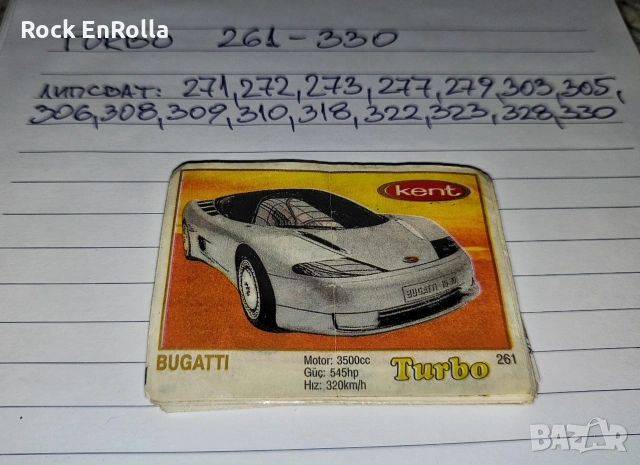 Rock EnRolla
TURBO 261-330
ЛИПСВАТ: 271,272,273,277,279,303,305,
306,308,309,310,318,322,323,328,330
kent
BUGATTI
Motor: 3500cc
Güç: 545hp
Hız: 320km/h
Turbo
261
BAZAR